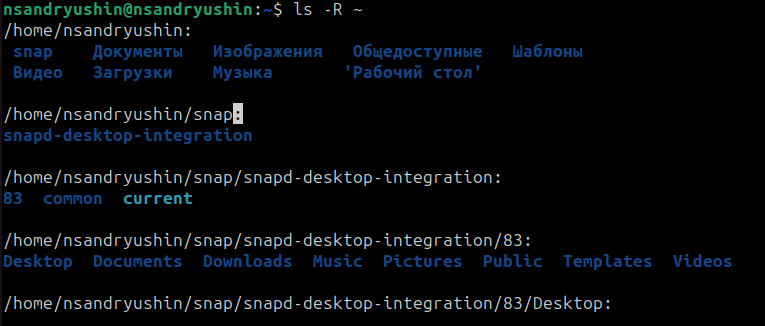 nsandryushin@nsandryushin:~$ ls -R ~
/home/nsandryushin:
snap Документы Изображения Общедоступные Шаблоны
Видео Загрузки Музыка 'Рабочий стол'
/home/nsandryushin/snap:
snapd-desktop-integration
/home/nsandryushin/snap/snapd-desktop-integration:
83 common current
/home/nsandryushin/snap/snapd-desktop-integration/83:
Desktop Documents Downloads Music Pictures Public Templates Videos
/home/nsandryushin/snap/snapd-desktop-integration/83/Desktop: